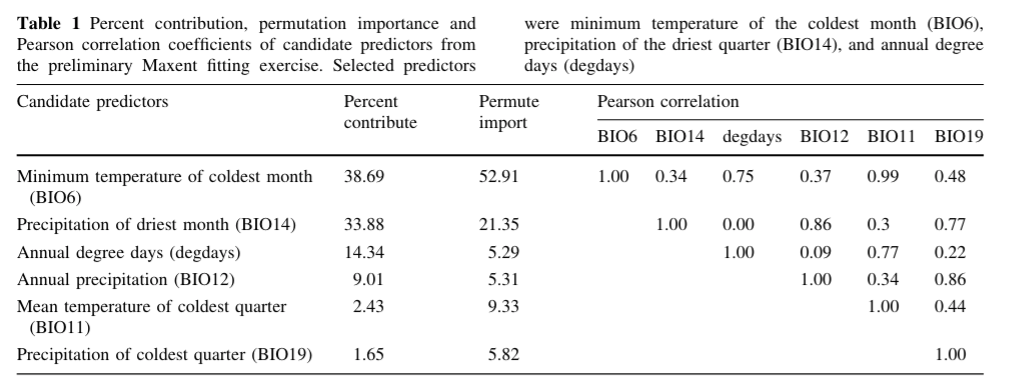 Table 1 Percent contribution, permutation importance and
Pearson correlation coefficients of candidate predictors from
the preliminary Maxent fitting exercise. Selected predictors
were minimum temperature of the coldest month (BIO6),
precipitation of the driest quarter (BIO14), and annual degree
days (degdays)
Candidate predictors Percent contribute Permute import Pearson correlation
BIO6 BIO14 degdays BIO12 BIO11 BIO19
Minimum temperature of coldest month 38.69 52.91 1.00 0.34 0.75 0.37 0.99 0.48
(BIO6)
Precipitation of driest month (BIO14) 33.88 21.35 1.00 0.00 0.86 0.3 0.77
Annual degree days (degdays) 14.34 5.29 1.00 0.09 0.77 0.22
Annual precipitation (BIO12) 9.01 5.31 1.00 0.34 0.86
Mean temperature of coldest quarter 2.43 9.33 1.00 0.44
(BIO11)
Precipitation of coldest quarter (BIO19) 1.65 5.82 1.00